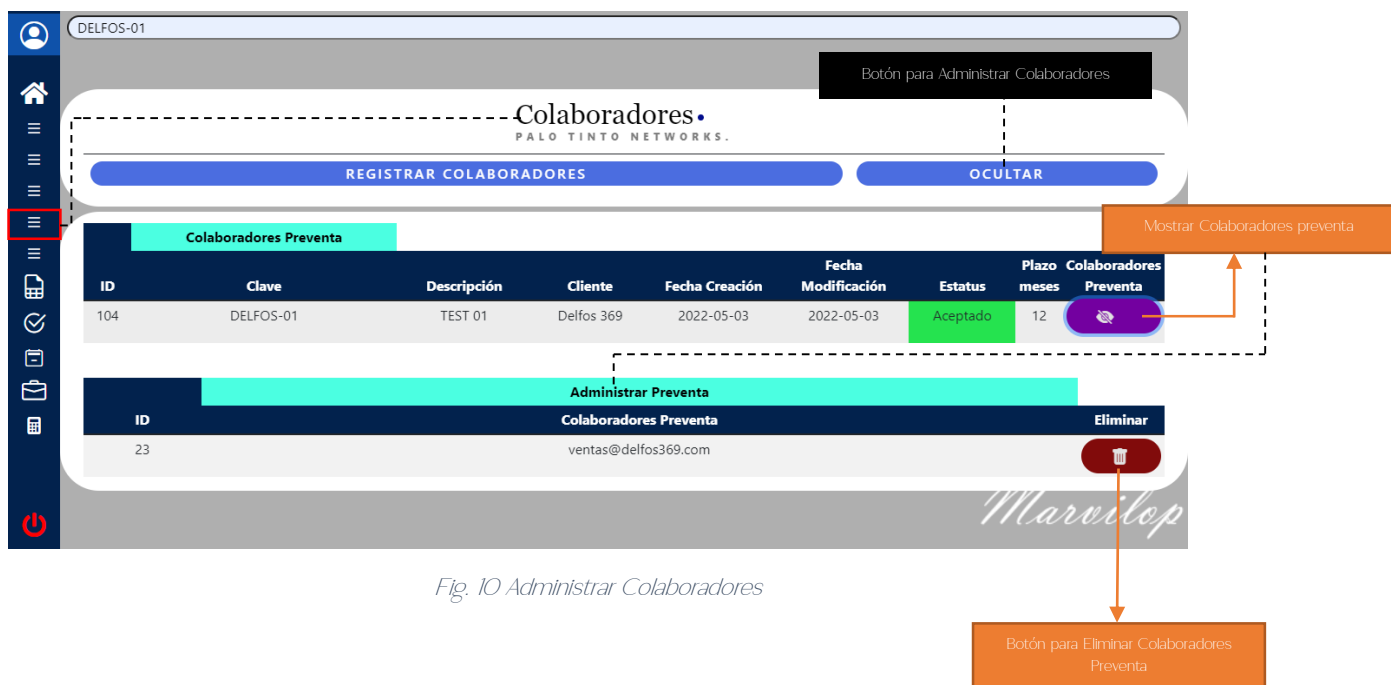 DELFOS-01
Botón para Administrar Colaboradores
Colaboradores
PALO TINTO NETWORKS.
REGISTRAR COLABORADORES OCULTAR
Mostrar Colaboradores preventa
Colaboradores Preventa
ID Clave Descripción Cliente Fecha Creación Fecha Modificación Estatus Plazo meses Colaboradores Preventa
104 DELFOS-01 TEST 01 Delfos 369 2022-05-03 2022-05-03 Aceptado 12
Administrar Preventa
ID Colaboradores Preventa Eliminar
23 ventas@delfos369.com
Marvilop
Fig. 10 Administrar Colaboradores
Botón para Eliminar Colaboradores
Preventa